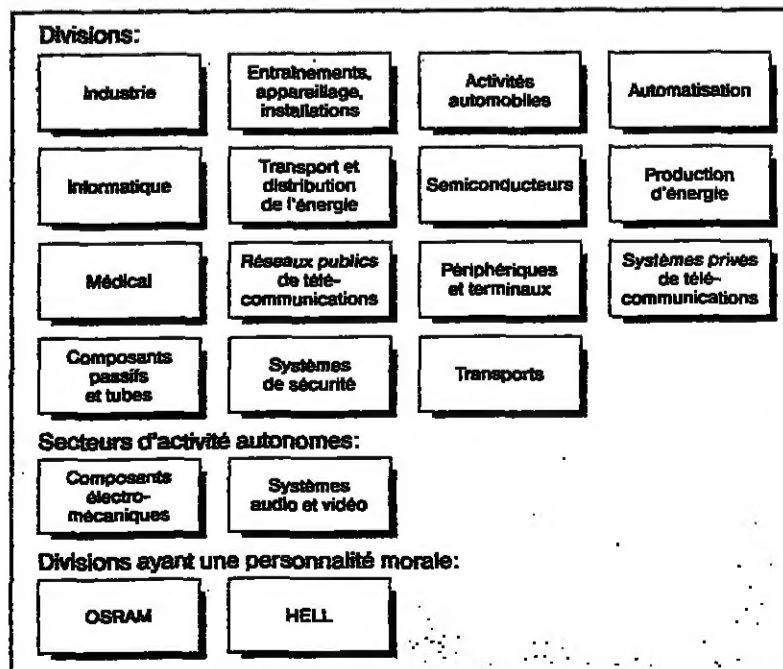 Divisions:
Industrie
Entraînements,
appareillage,
installations
Activités
automobiles
Automatisation
Informatique
Transport et
distribution
de l'énergie
Semiconducteurs
Production
d'énergie
Médical
Réseaux publics
de télé-
communications
Périphériques
et terminaux
Systèmes privés
de télé-
communications
Composants
passifs
et tubes
Systèmes
de sécurité
Transports
Secteurs d'activité autonomes:
Composants
électro-
mécaniques
Systèmes
audio et vidéo
Divisions ayant une personnalité morale:
OSRAM
HELL